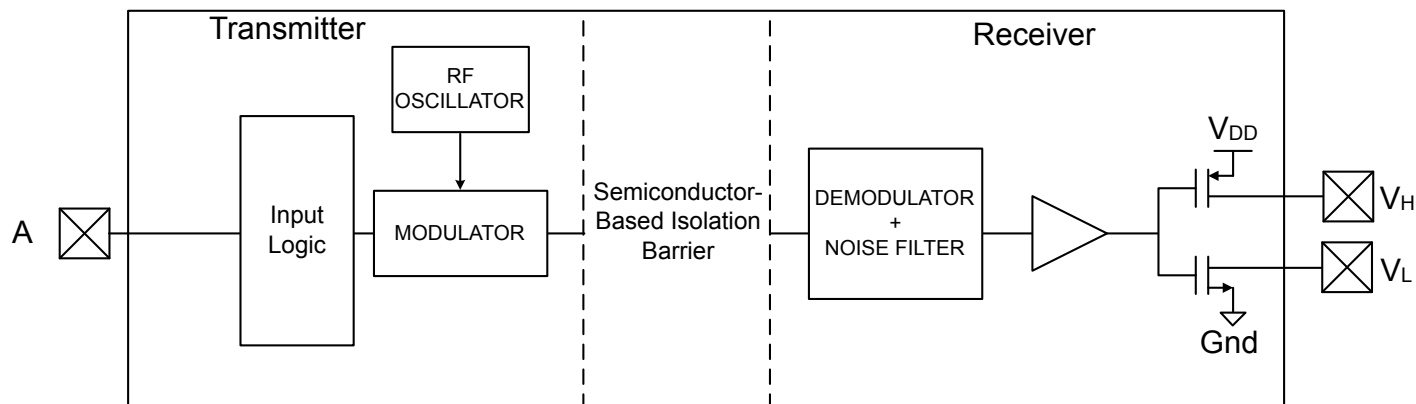 Transmitter
Receiver
RF
OSCILLATOR
VDD
A
Input
Logic
MODULATOR
Semiconductor-
Based Isolation
Barrier
DEMODULATOR
+
NOISE FILTER
VH
VL
Gnd